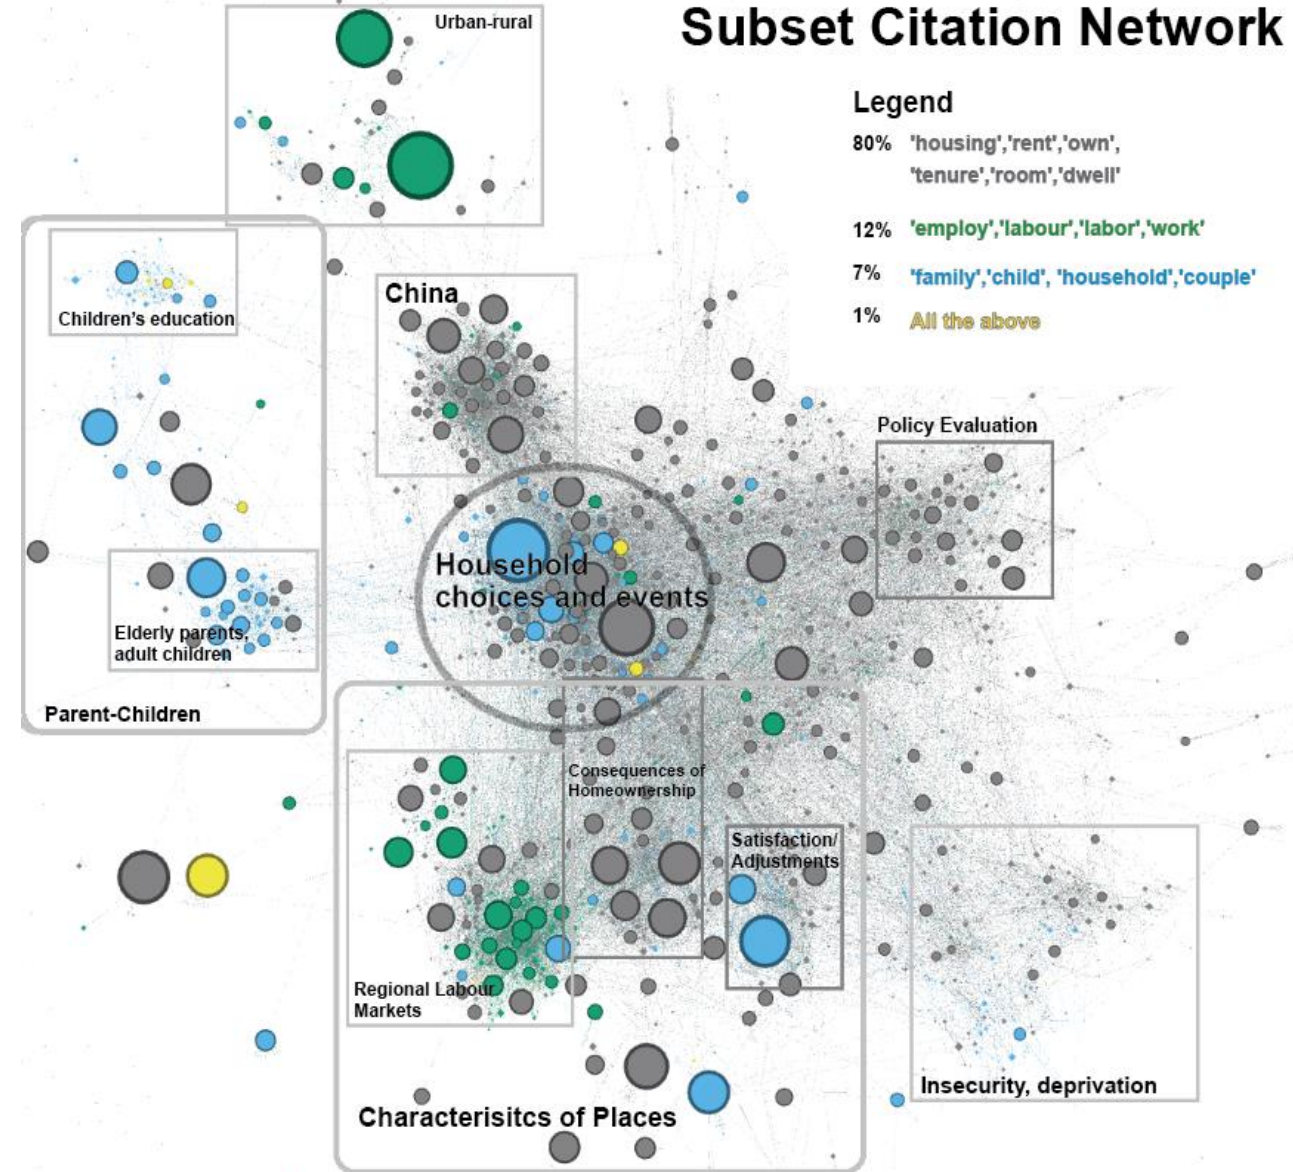 Subset Citation Network
Urban-rural
Legend
80% 'housing','rent','own',
'tenure','room','dwell'
12% 'employ','labour','labor','work'
7% 'family','child', 'household','couple'
1% All the above
Children's education
China
Policy Evaluation
Household
choices and events
Elderly parents,
adult children
Parent-Children
Consequences of
Homeownership
Satisfaction/
Adjustments
Regional Labour
Markets
Insecurity, deprivation
Characterisitcs of Places